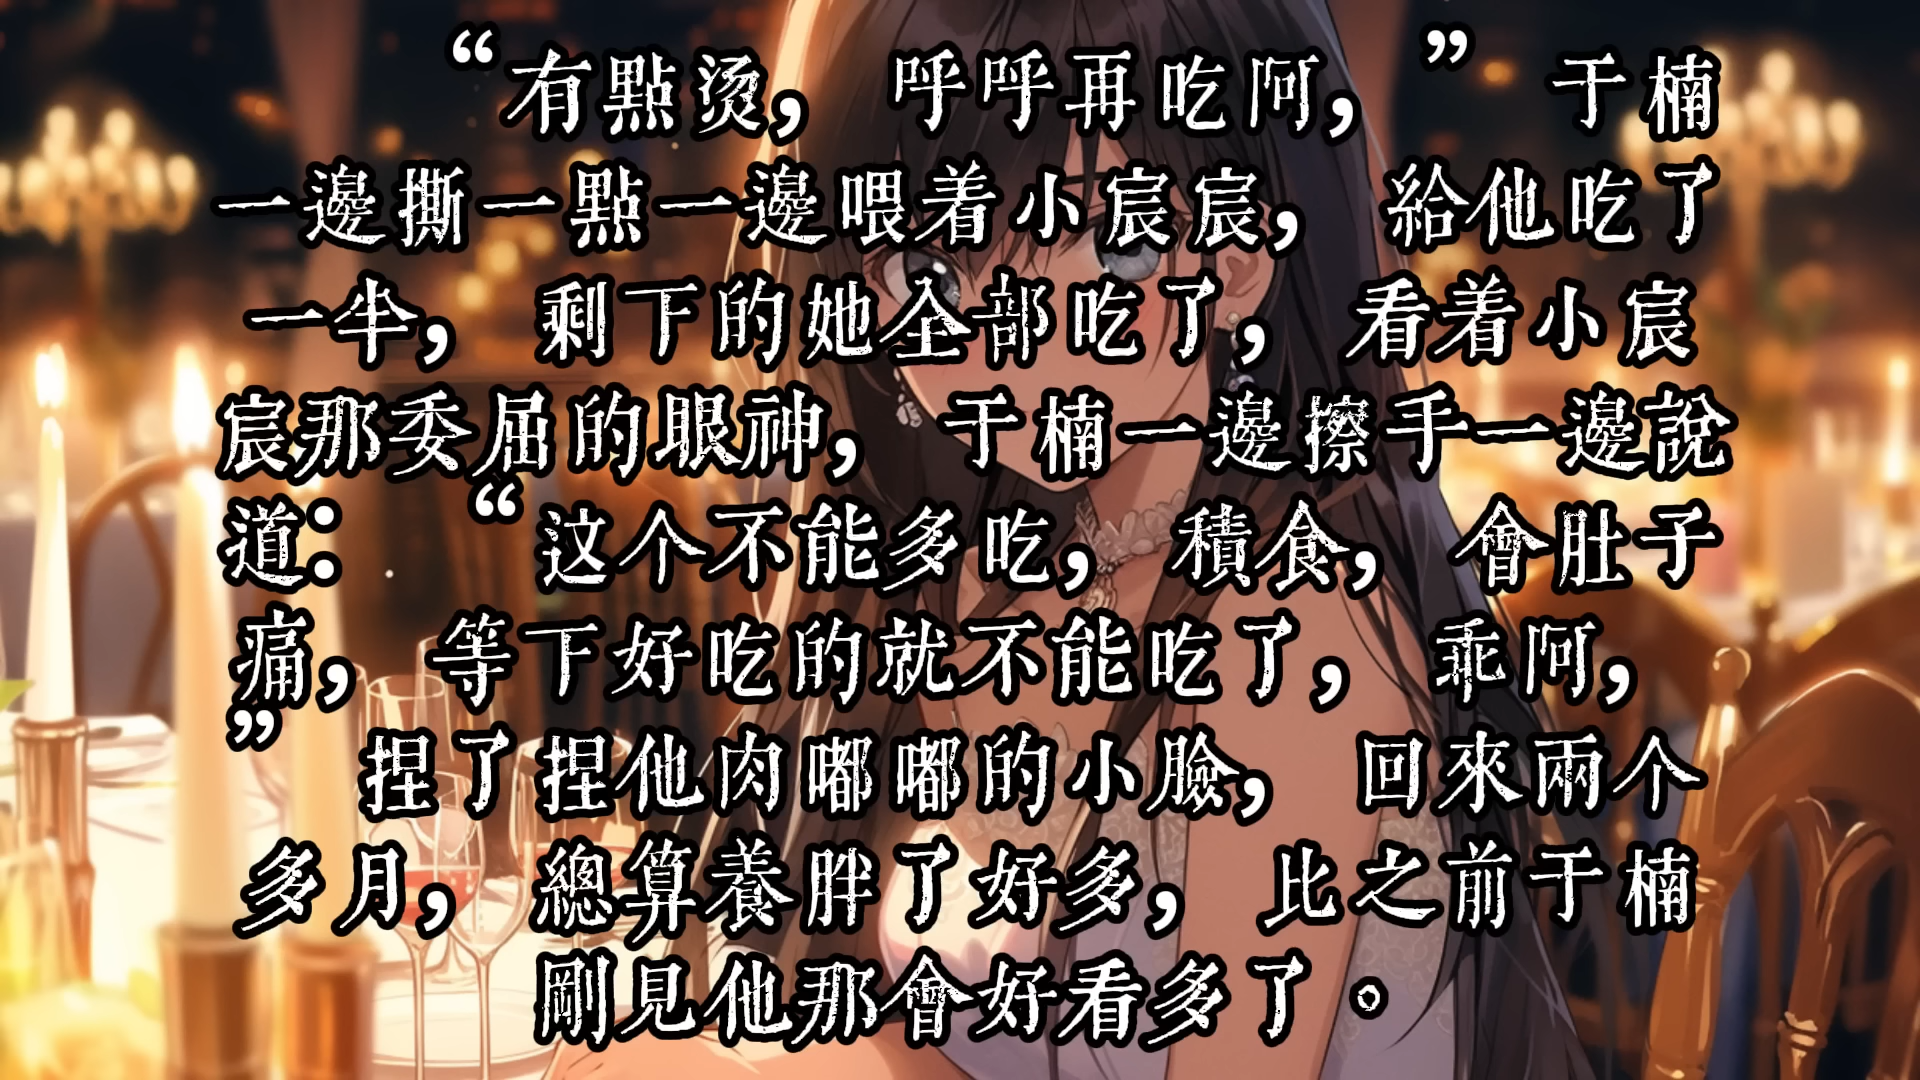 “有點烫，呼呼再吃阿，”于楠
一邊撕一點一邊喂着小宸宸，給他吃了
一半，剩下的她全部吃了，看着小宸
宸那委屈的眼神，于楠一邊擦手一邊說
道：“这个不能多吃，積食，會肚子
痛，等下好吃的就不能吃了，乖阿，
”捏了捏他肉嘟嘟的小臉，回來兩个
多月，總算養胖了好多，比之前于楠
剛見他那會好看多了。